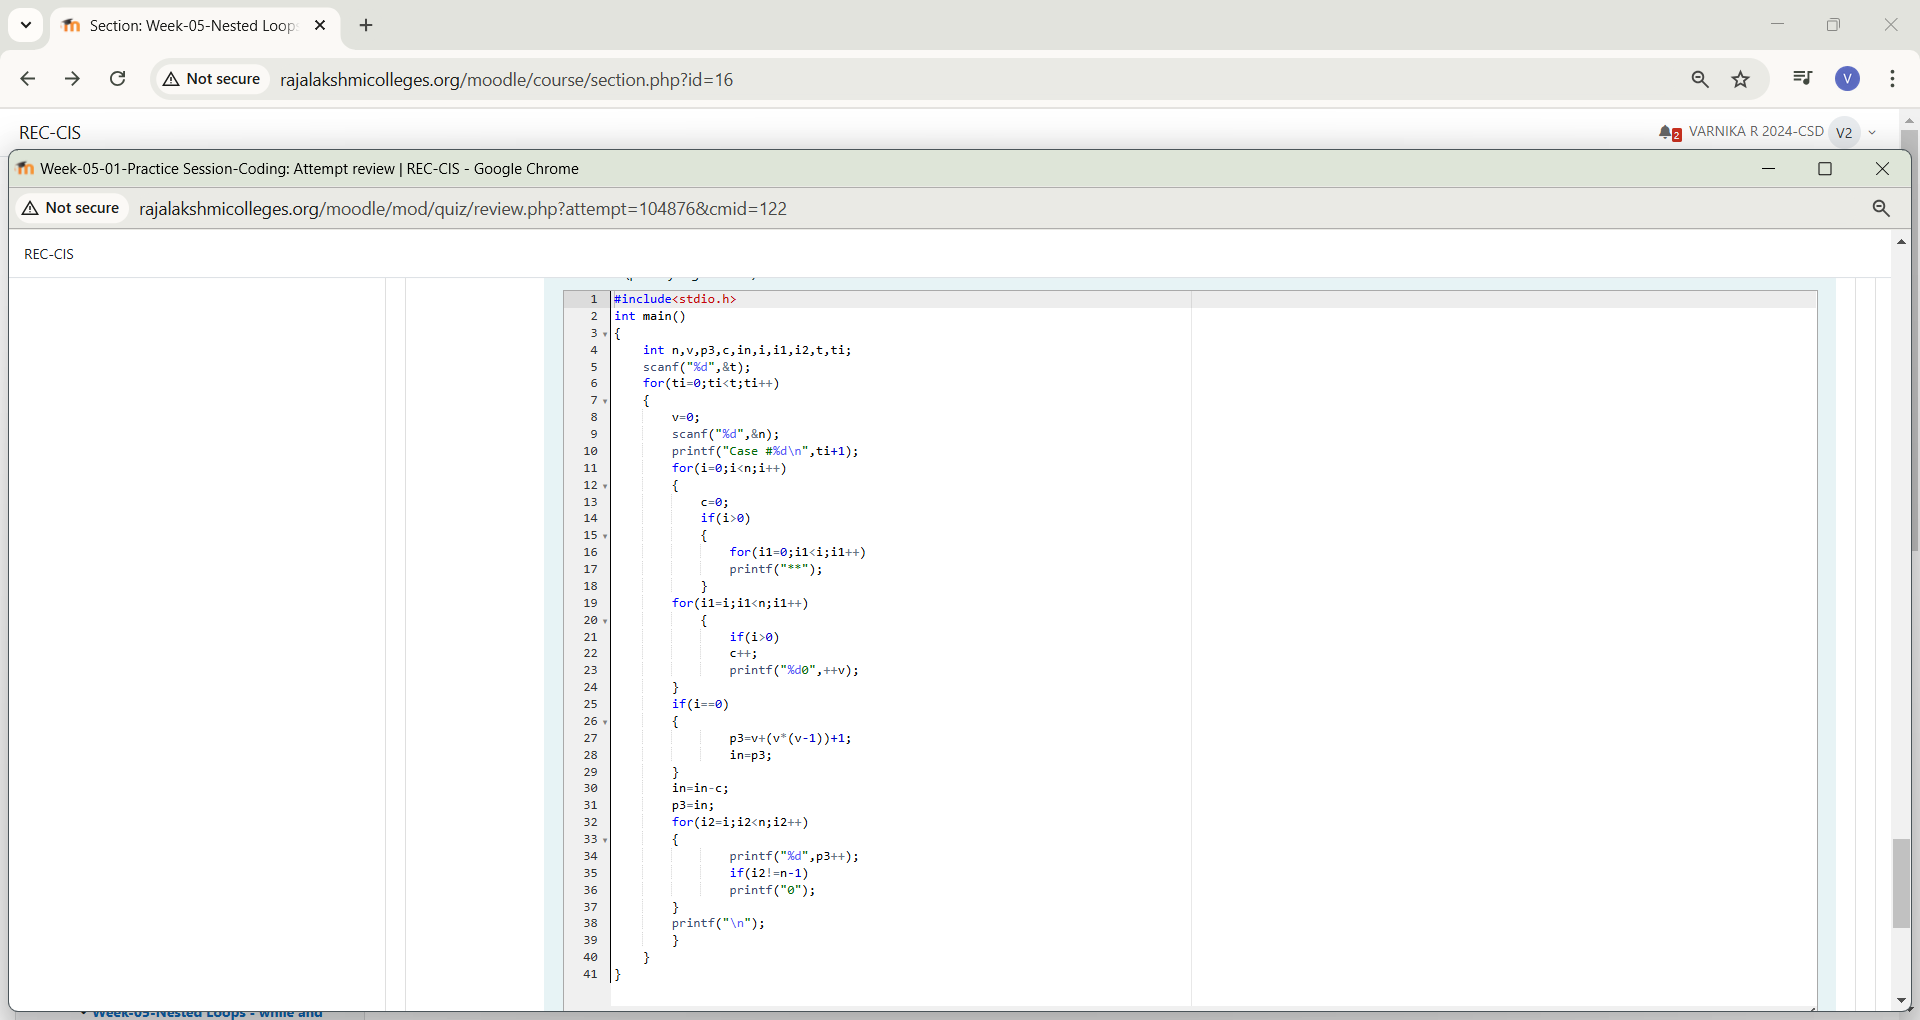 Section: Week-05-Nested Loop
Not secure
rajalakshmicolleges.org/moodle/course/section.php?id=16
V
REC-CIS
2
VARNIKA R 2024-CSD
V2
Week-05-01-Practice Session-Coding: Attempt review | REC-CIS - Google Chrome
Not secure
rajalakshmicolleges.org/moodle/mod/quiz/review.php?attempt=104876&cmid=122
REC-CIS
1 #include<stdio.h>
2 int main()
3 {
4 int n,v,p3,c,in,i,i1,i2,t,ti;
5 scanf("%d",&t);
6 for(ti=0;ti<t;ti++)
7 {
8 v=0;
9 scanf("%d",&n);
10 printf("Case #%d\n",ti+1);
11 for(i=0;i<n;i++)
12 {
13 c=0;
14 if(i>0)
15 {
16 for(i1=0;i1<i;i1++)
17 printf("**");
18 }
19 for(i1=i;i1<n;i1++)
20 {
21 if(i>0)
22 c++;
23 printf("%d0",++v);
24 }
25 if(i==0)
26 {
27 p3=v+(v*(v-1))+1;
28 in=p3;
29 }
30 in=in-c;
31 p3=in;
32 for(i2=i;i2<n;i2++)
33 {
34 printf("%d",p3++);
35 if(i2!=n-1)
36 printf("0");
37 }
38 printf("\n");
39 }
40 }
41 }
Week-05-Nested Loops - while and